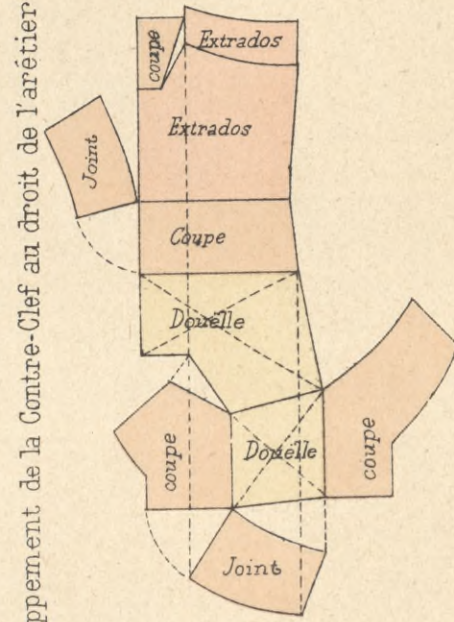 ppement de la Contre-Clef au droit de l'arêtier
coupe
Extrados
Extrados
Joint
Coupe
Douelle
coupe
Douelle
coupe
Joint